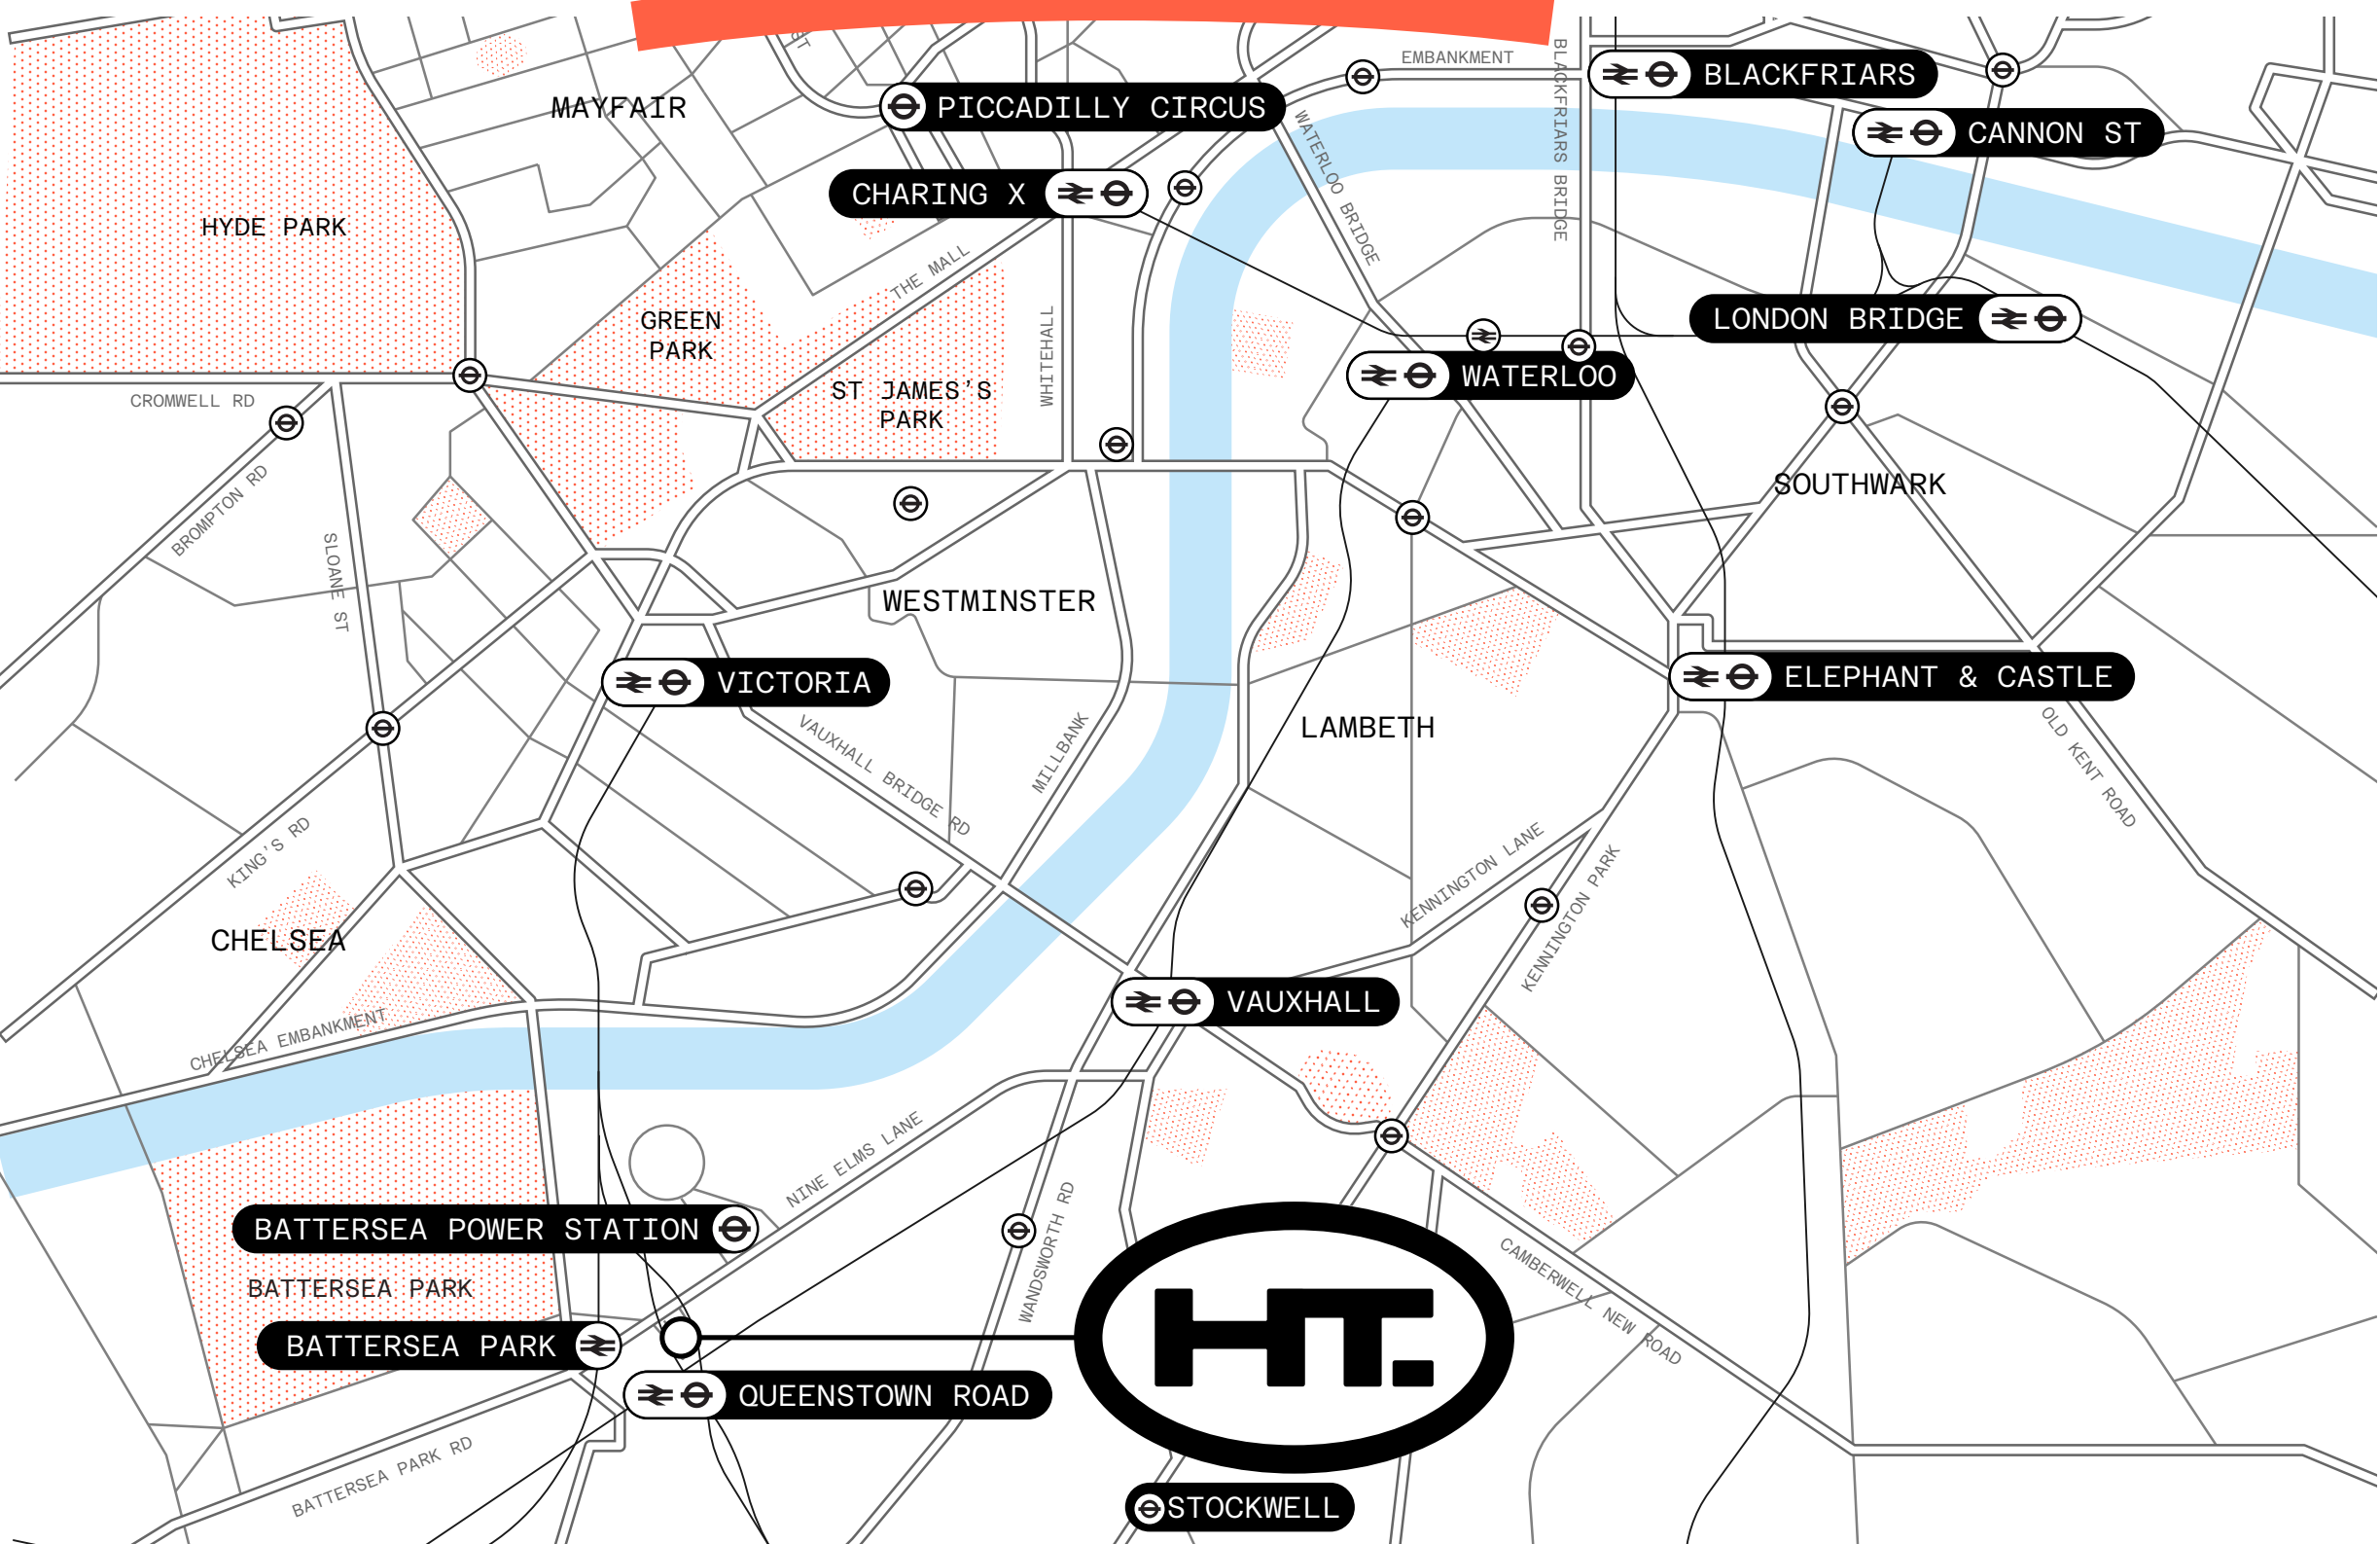 ST
EMBANKMENT
BLACKFRIARS BRIDGE
BLACKFRIARS
MAYFAIR
PICCADILLY CIRCUS
CANNON ST
WATERLOO BRIDGE
CHARING X
HYDE PARK
THE MALL
GREEN
PARK
WHITEHALL
LONDON BRIDGE
ST JAMES'S
PARK
WATERLOO
CROMWELL RD
BROMPTON RD
SLOANE ST
SOUTHWARK
WESTMINSTER
VICTORIA
ELEPHANT & CASTLE
LAMBETH
VAUXHALL BRIDGE RD
MILLBANK
OLD KENT ROAD
KING'S RD
KENNINGTON LANE
KENNINGTON PARK
CHELSEA
VAUXHALL
CHELSEA EMBANKMENT
NINE ELMS LANE
WANDSWORTH RD
BATTERSEA POWER STATION
BATTERSEA PARK
CAMBERWELL NEW ROAD
HT.
BATTERSEA PARK
QUEENSTOWN ROAD
BATTERSEA PARK RD
STOCKWELL